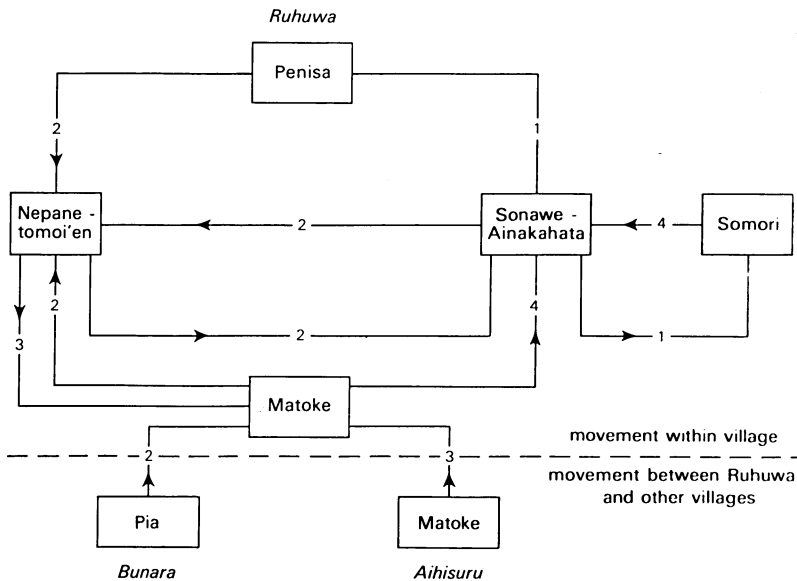 Ruhuwa
Penisa
2
1
Nepane -
tomoi'en
2
Sonawe -
Ainakahata
4
Somori
2
3
2
4
1
Matoke
movement within village
2
3
movement between Ruhuwa
and other villages
Pia
Matoke
Bunara
Aihisuru